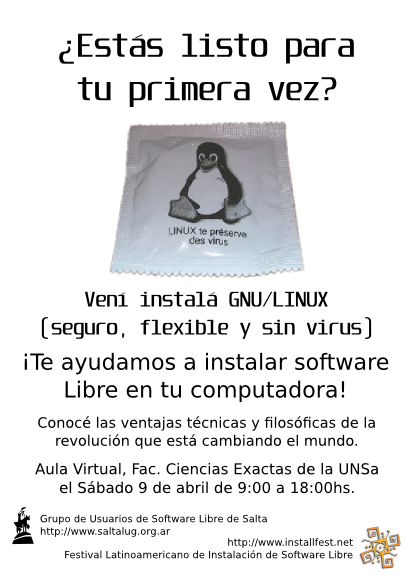 ¿Estás listo para
tu primera vez?
LINUX te préserve
des virus
Vení instalá GNU/LINUX
(seguro, flexible y sin virus)
¡Te ayudamos a instalar software
Libre en tu computadora!
Conocé las ventajas técnicas y filosóficas de la
revolución que está cambiando el mundo.
Aula Virtual, Fac. Ciencias Exactas de la UNSa
el Sábado 9 de abril de 9:00 a 18:00hs.
Grupo de Usuarios de Software Libre de Salta
http://www.saltalug.org.ar
http://www.installfest.net
Festival Latinoamericano de Instalación de Software Libre